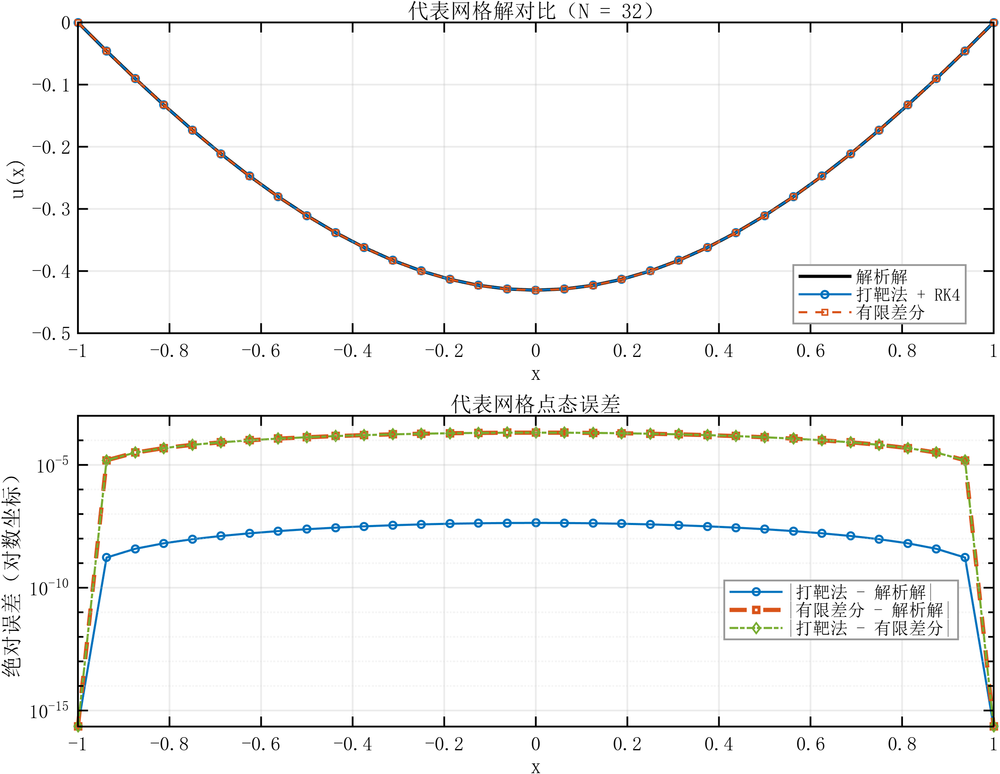 代表网格解对比（N = 32）
0
-0.1
-0.2
-0.3
-0.4
-0.5
u(x)
解析解
打靶法 + RK4
有限差分
-1 -0.8 -0.6 -0.4 -0.2 0 0.2 0.4 0.6 0.8 1
x
代表网格点态误差
10^-5
10^-10
10^-15
绝对误差（对数坐标）
|打靶法 - 解析解|
|有限差分 - 解析解|
|打靶法 - 有限差分|
-1 -0.8 -0.6 -0.4 -0.2 0 0.2 0.4 0.6 0.8 1
x